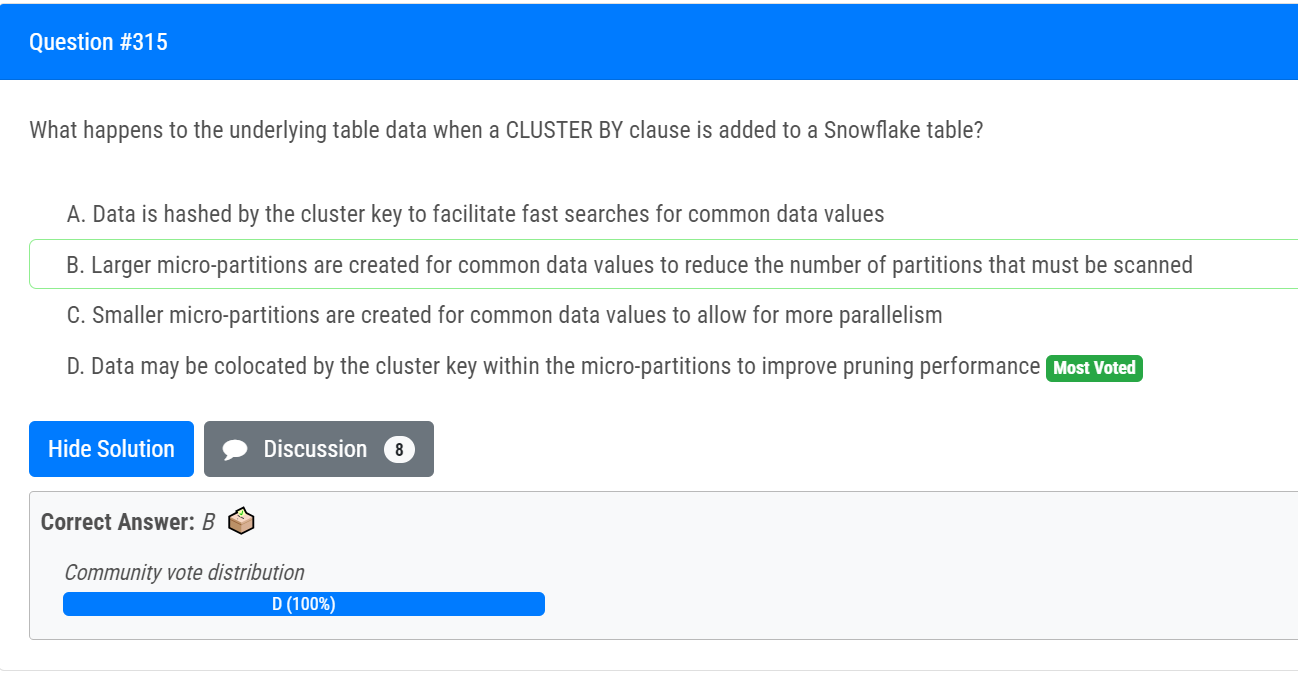 Question #315
What happens to the underlying table data when a CLUSTER BY clause is added to a Snowflake table?
A. Data is hashed by the cluster key to facilitate fast searches for common data values
B. Larger micro-partitions are created for common data values to reduce the number of partitions that must be scanned
C. Smaller micro-partitions are created for common data values to allow for more parallelism
D. Data may be colocated by the cluster key within the micro-partitions to improve pruning performance Most Voted
Hide Solution Discussion 8
Correct Answer: B
Community vote distribution
D (100%)